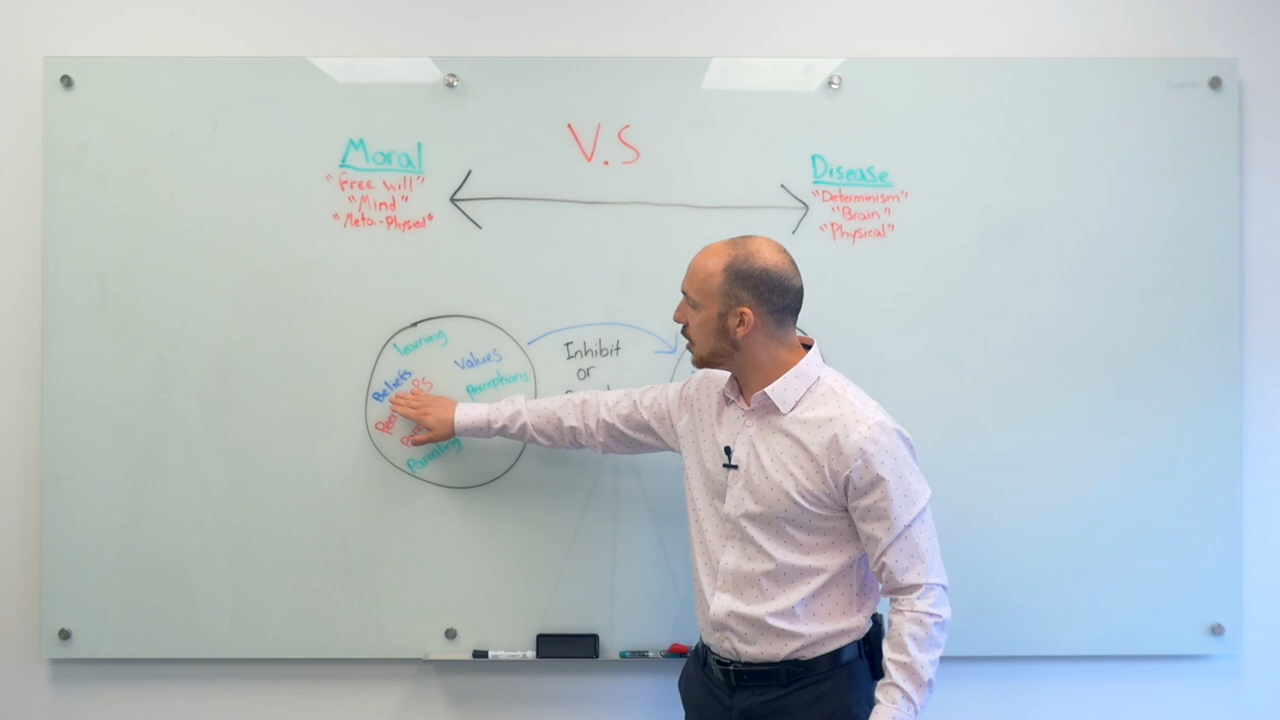 V.S
Moral
"Free will"
"Mind"
"Meta-Physical"
Disease
"Determinism"
"Brain"
"Physical"
learning
Values
Beliefs
perceptions
Parenting
Inhibit
or